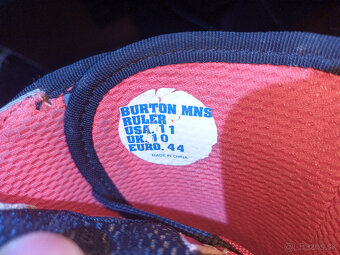 BURTON MNS
RULER
USA. 11
UK. 10
EURO. 44
MADE IN CHINA